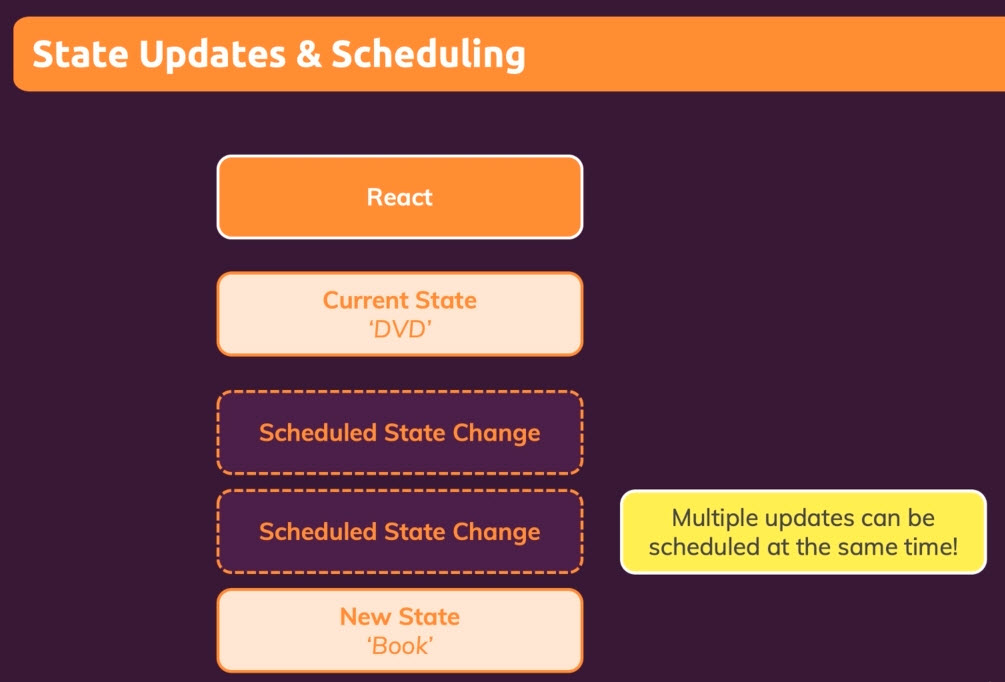 State Updates & Scheduling
React
Current State
‘DVD’
Scheduled State Change
Scheduled State Change
Multiple updates can be
scheduled at the same time!
New State
‘Book’